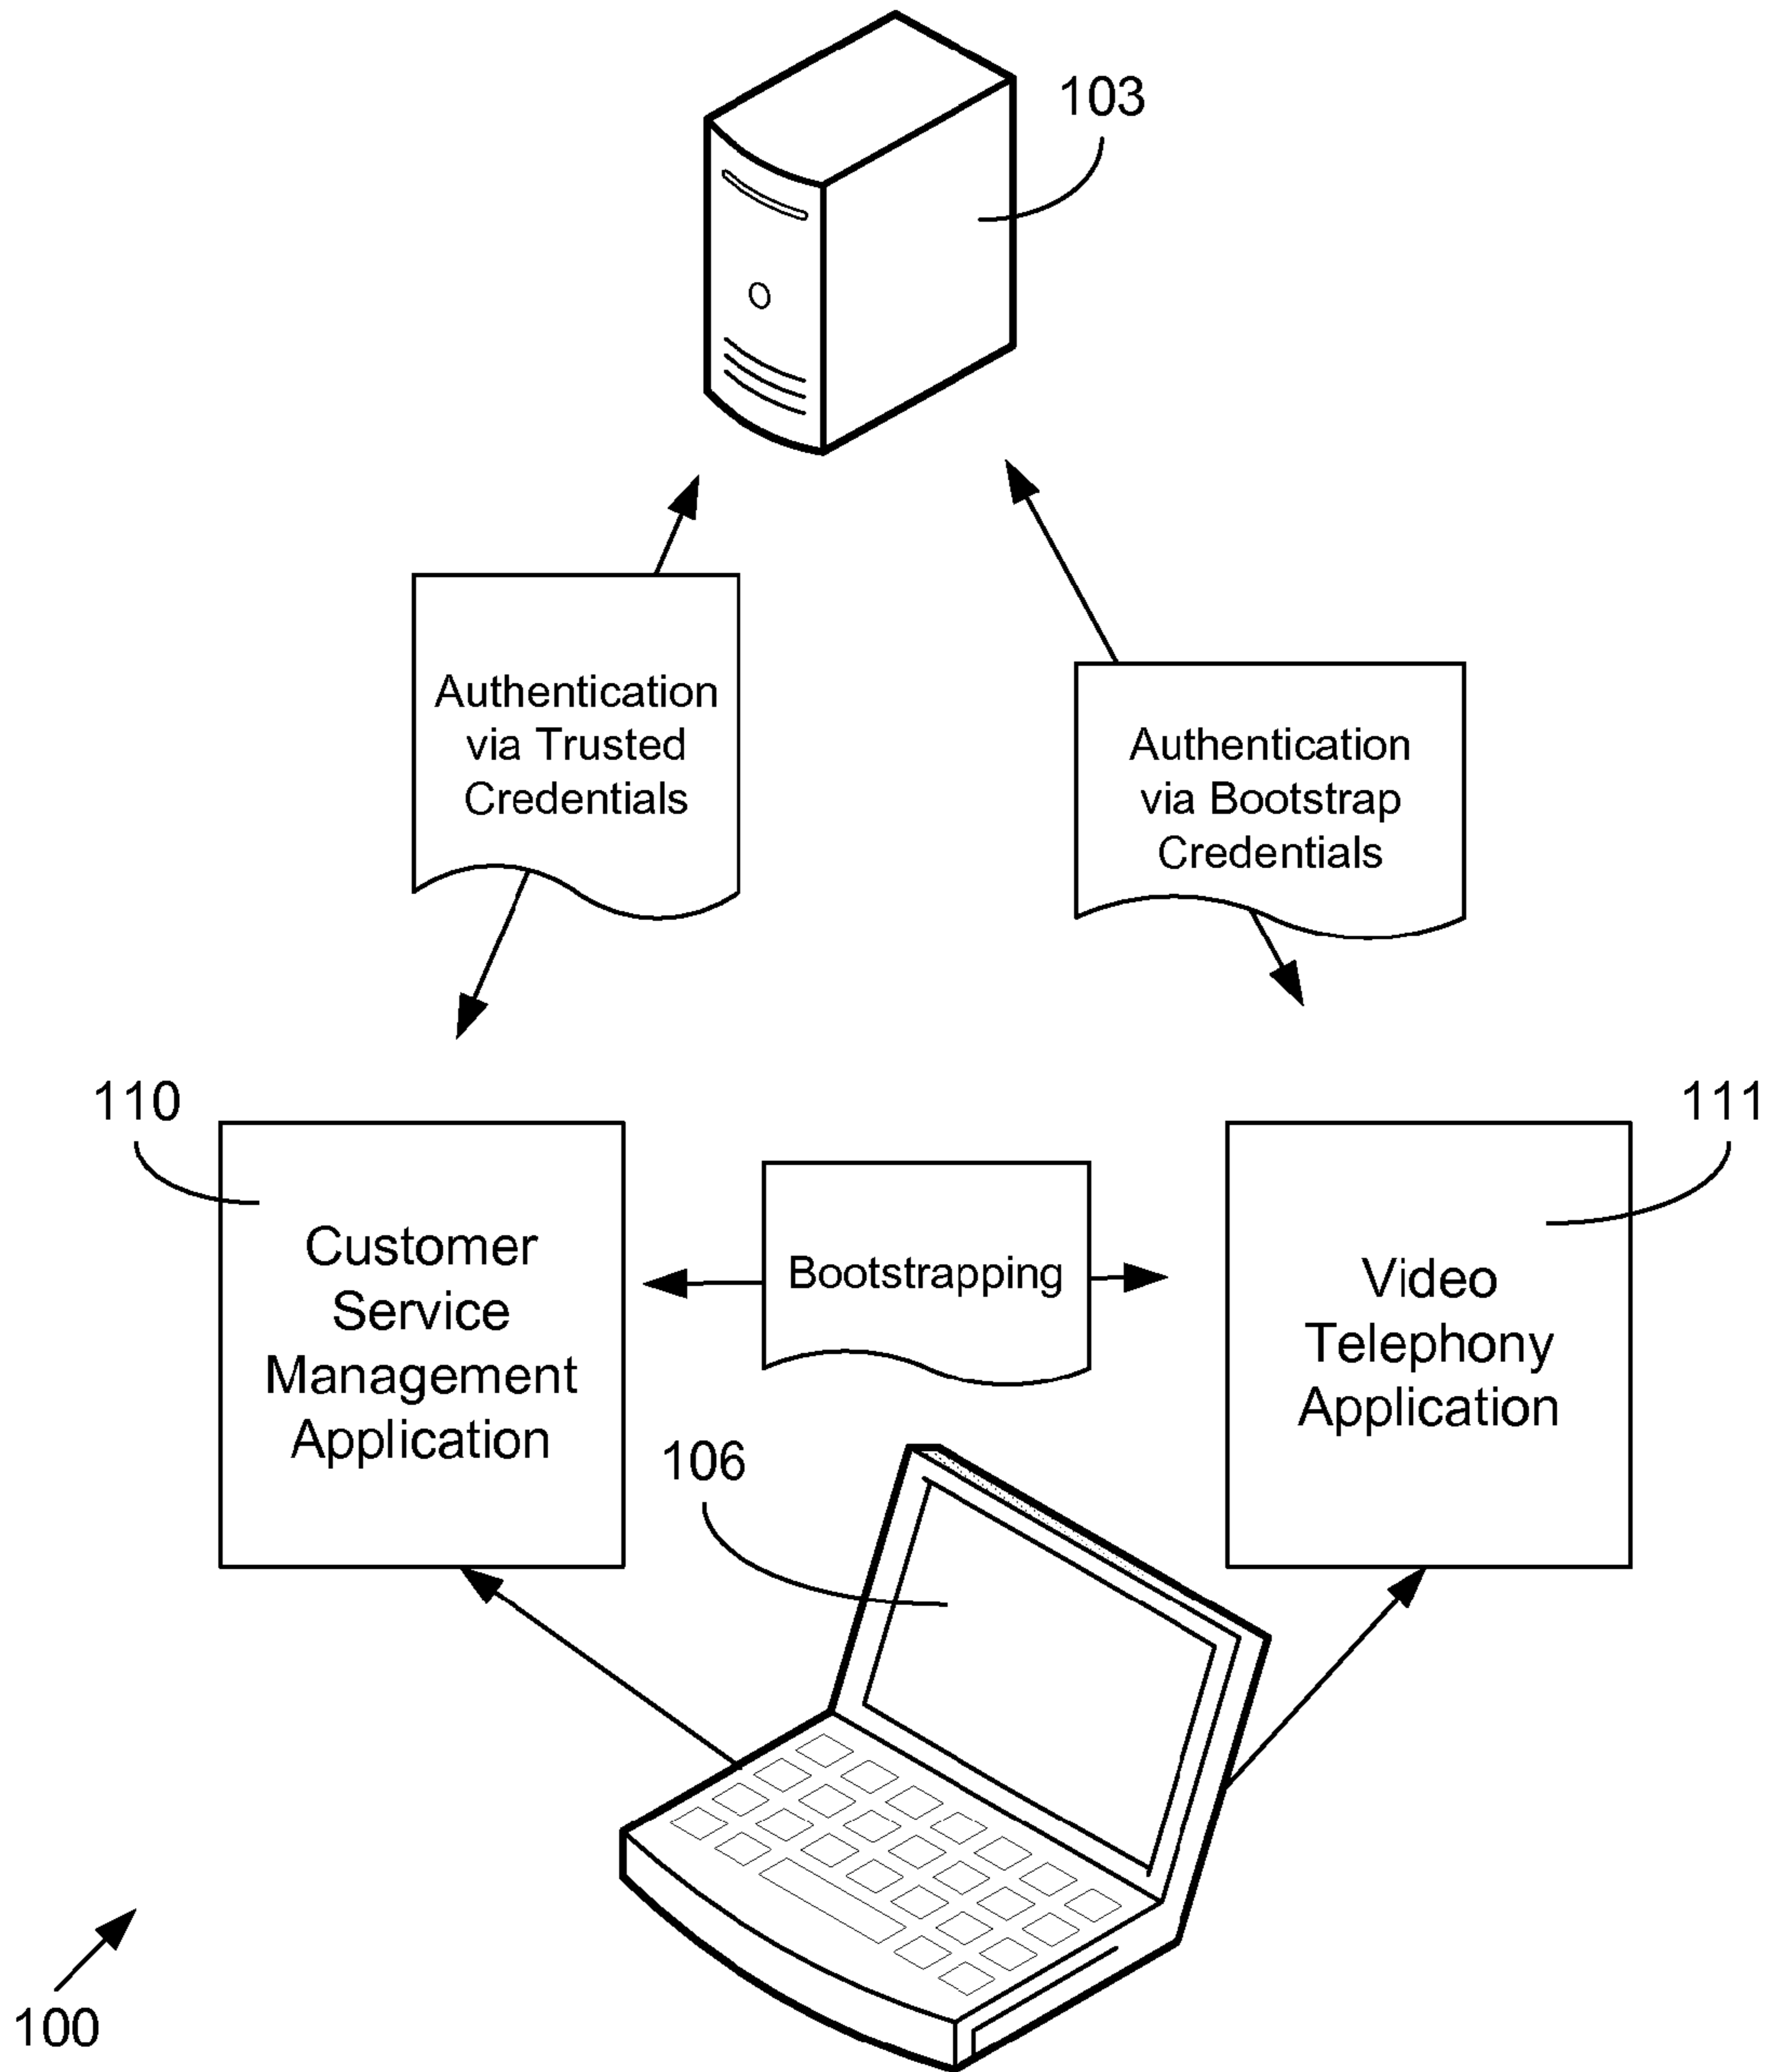 103
Authentication
via Trusted
Credentials
Authentication
via Bootstrap
Credentials
110
111
Customer
Service
Management
Application
Bootstrapping
Video
Telephony
Application
106
100